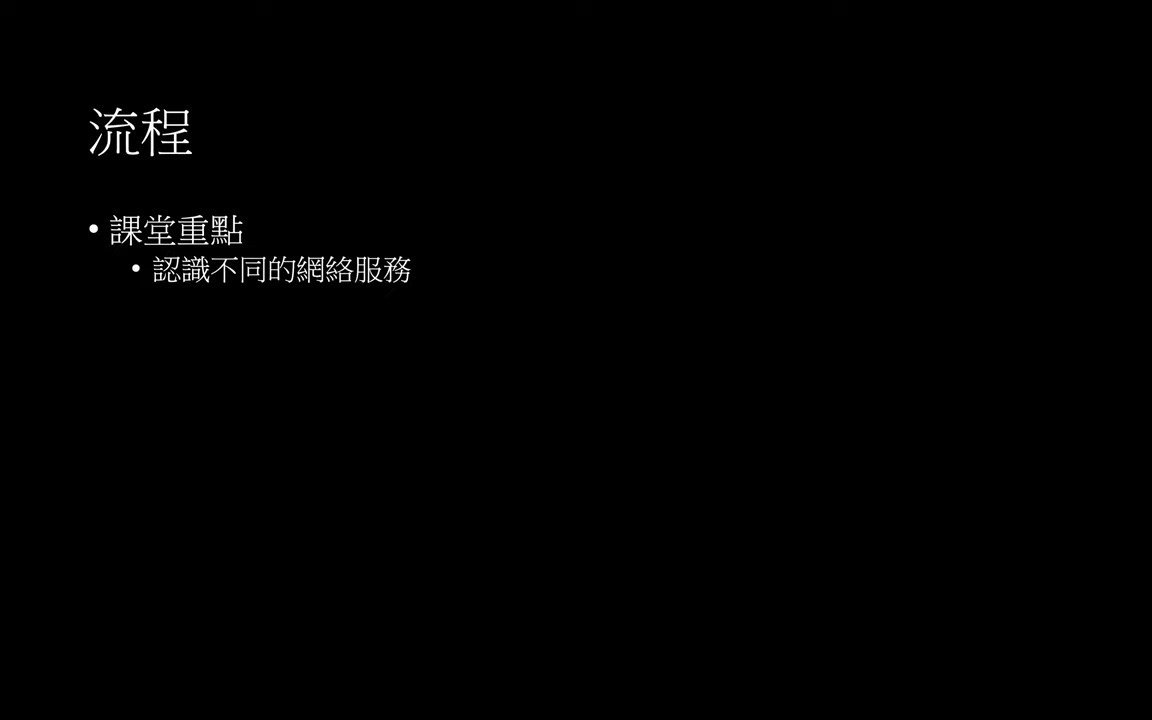 流程
• 課堂重點
• 認識不同的網絡服務